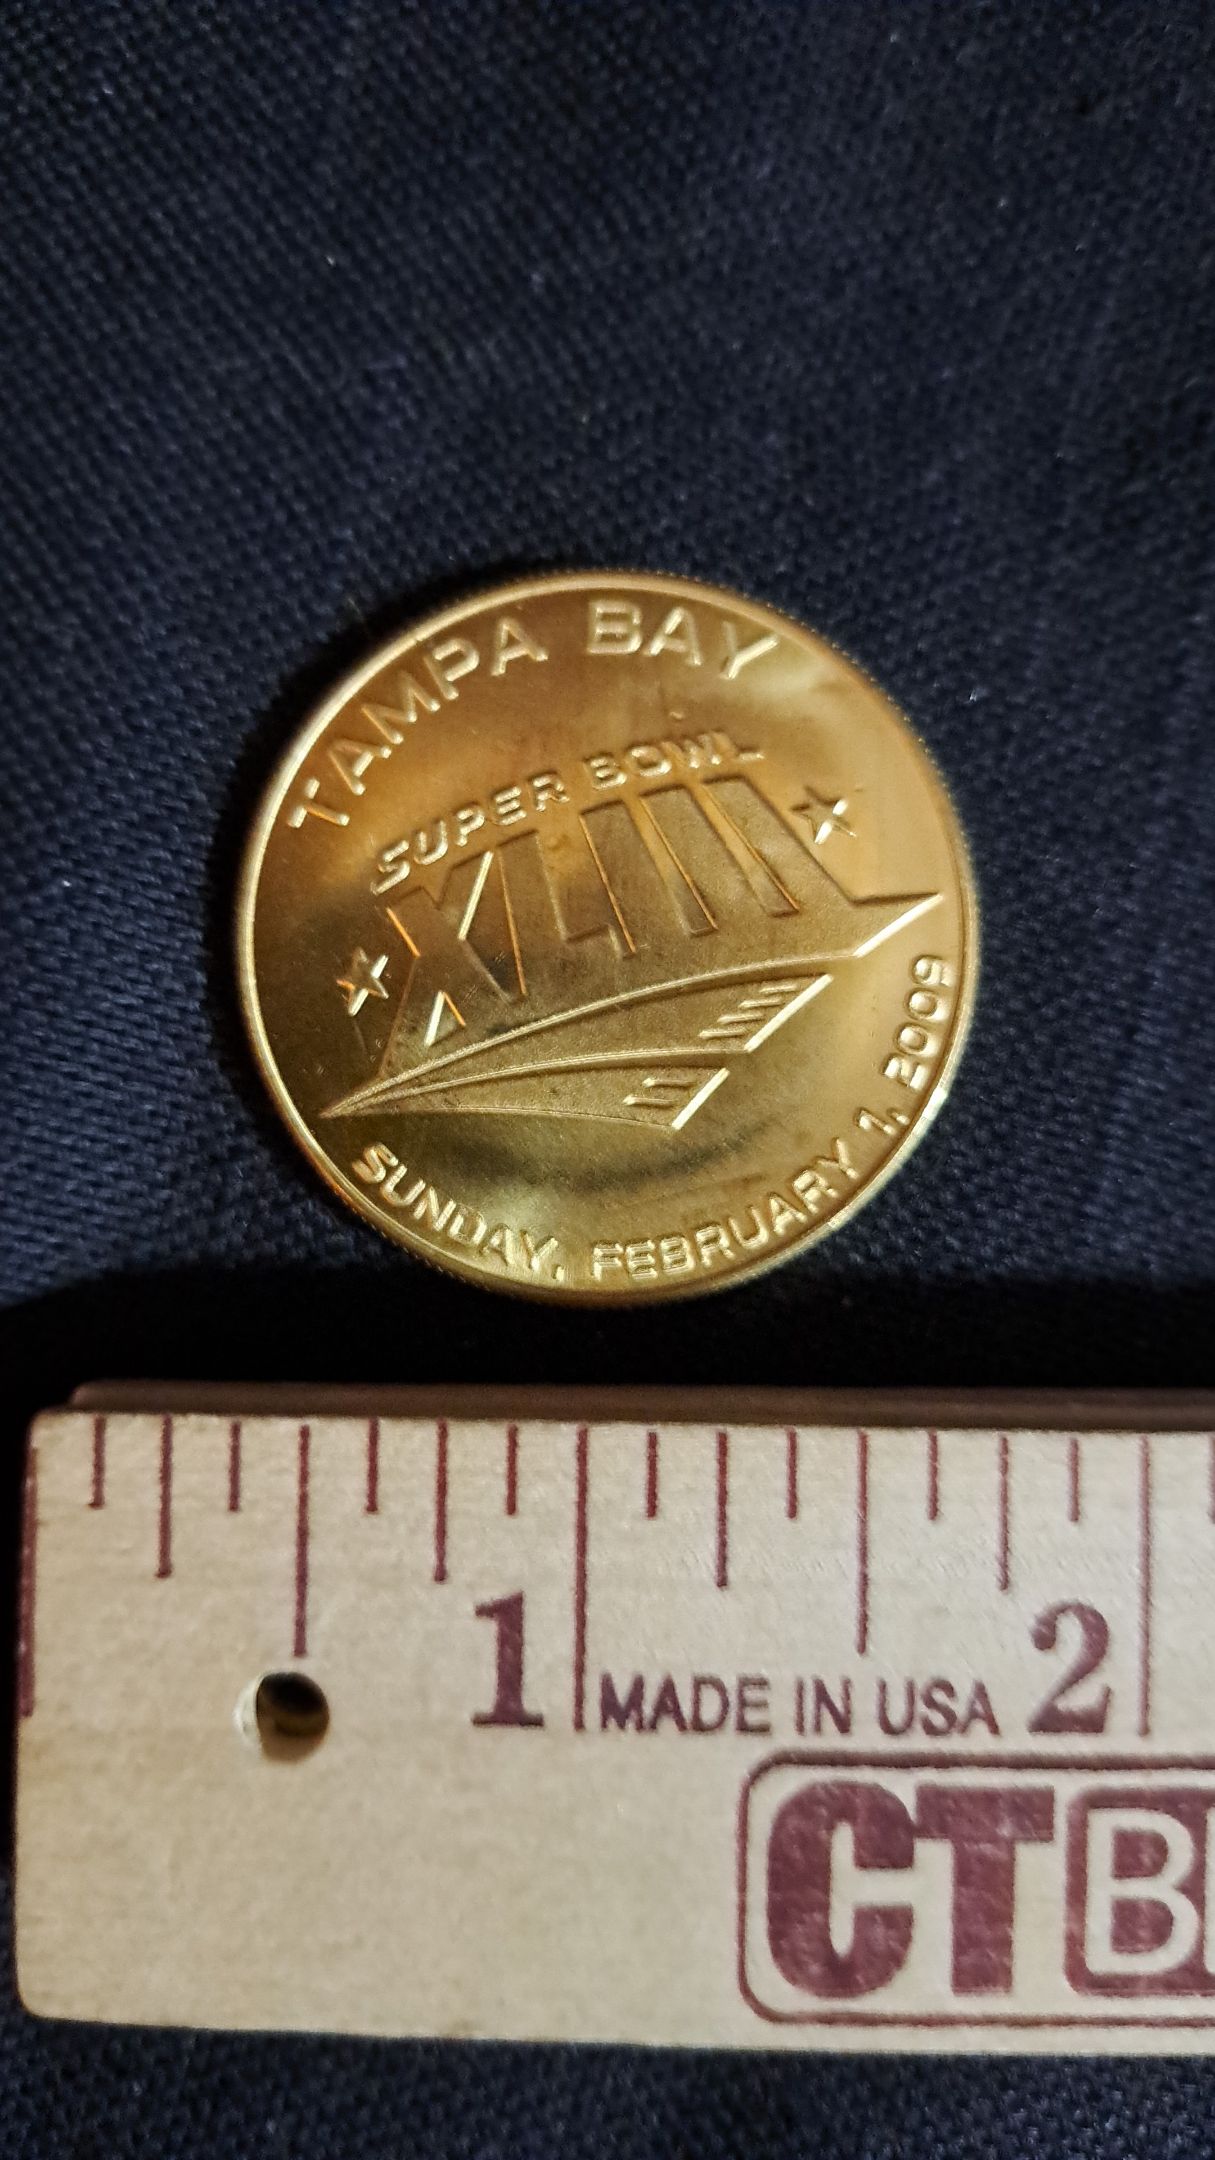 TAMPA BAY
SUPER BOWL
XLIII
SUNDAY, FEBRUARY 1, 2009
1 MADE IN USA 2
CT